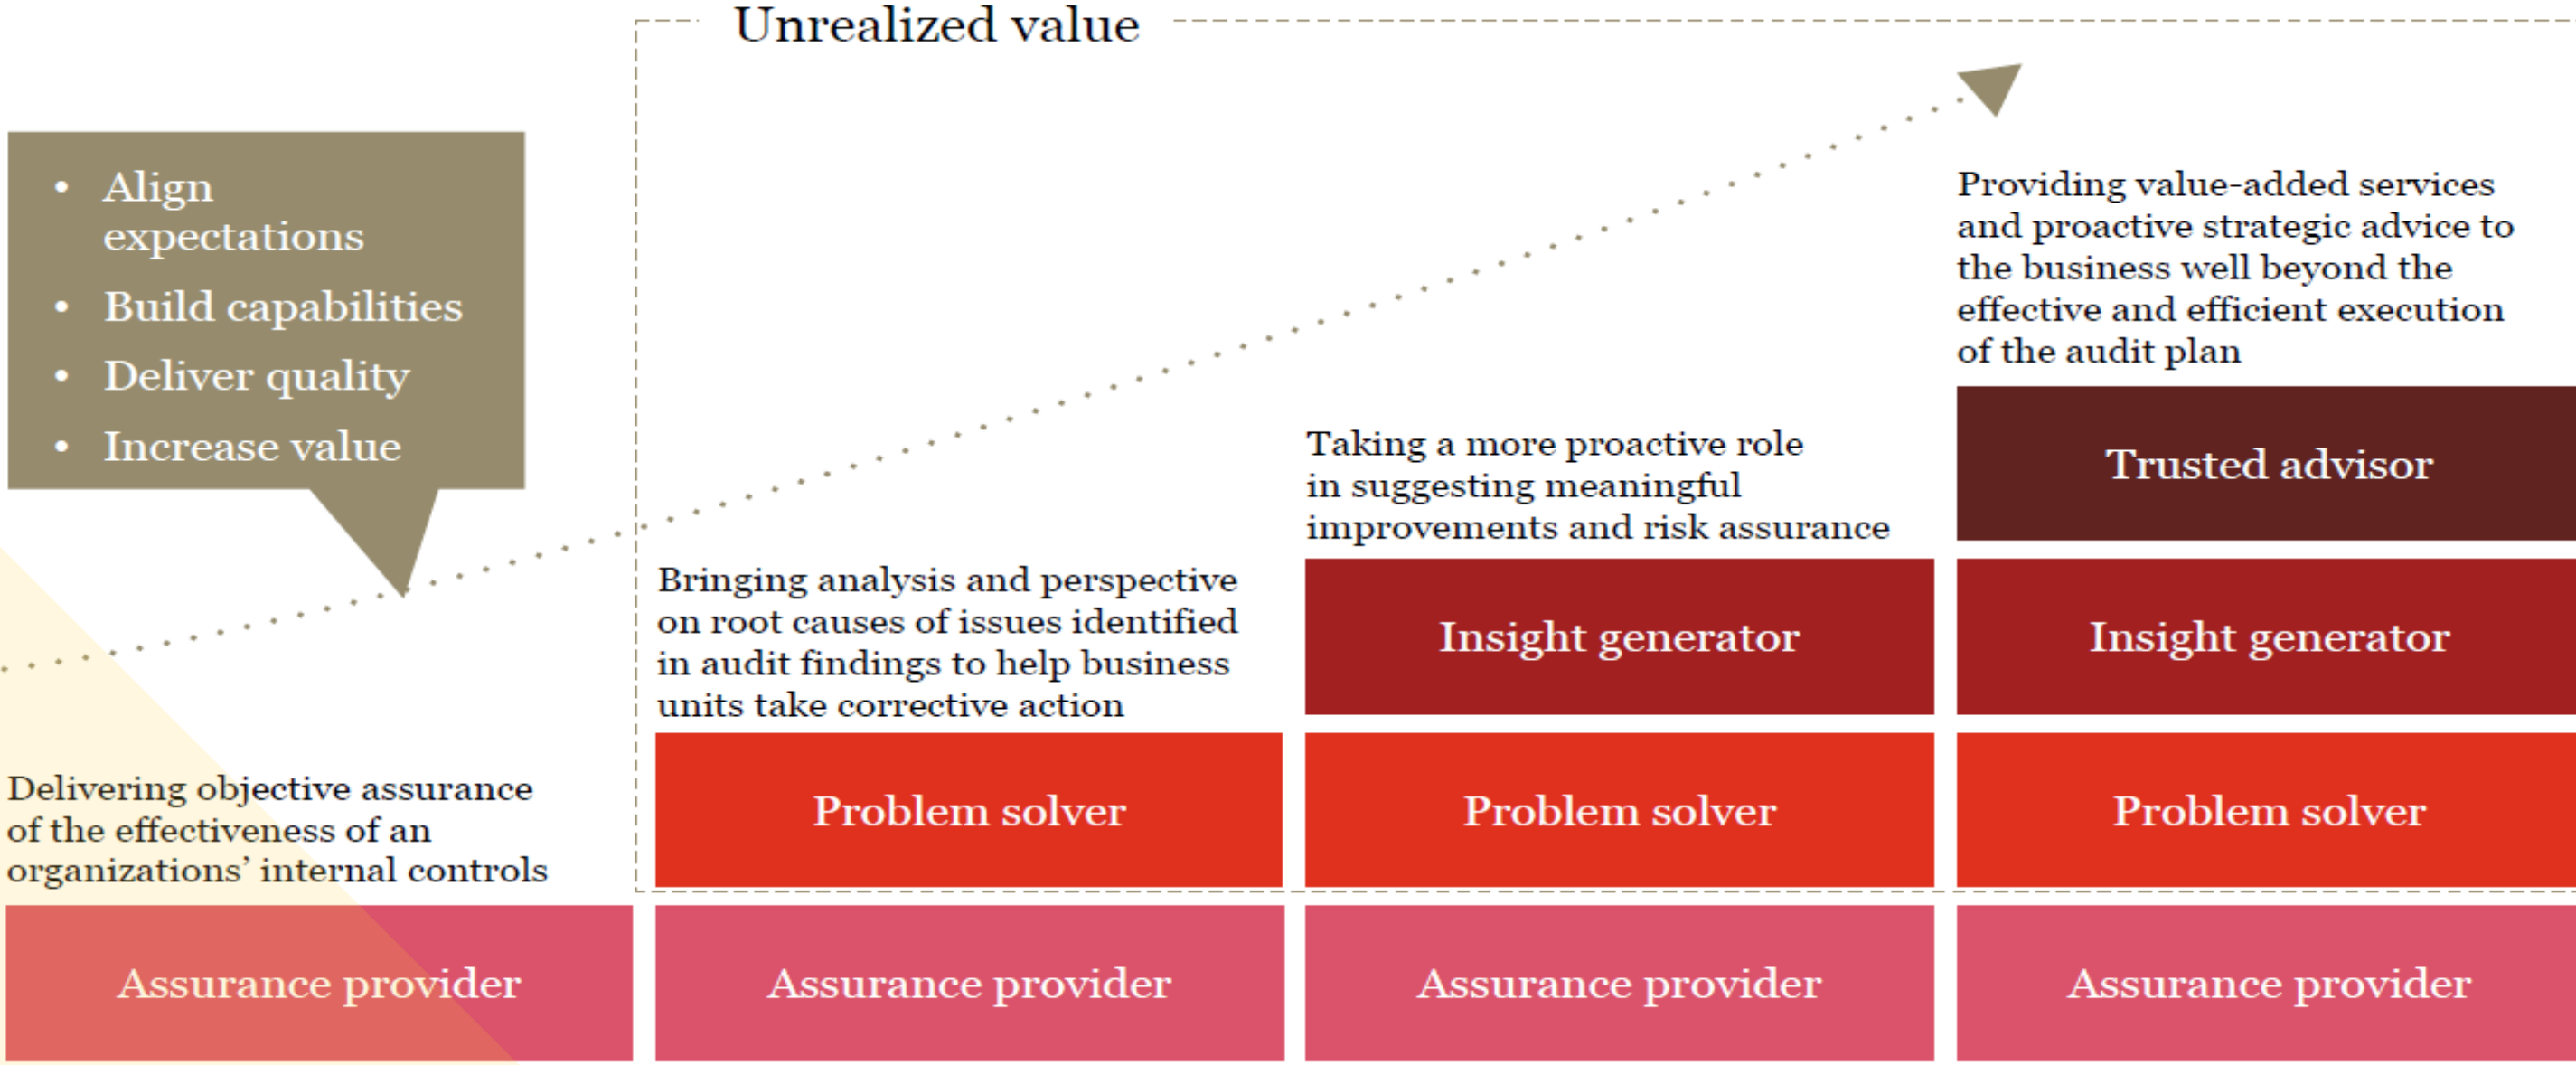 Unrealized value
• Align
expectations
• Build capabilities
• Deliver quality
• Increase value
Delivering objective assurance
of the effectiveness of an
organizations’ internal controls
Assurance provider
Bringing analysis and perspective
on root causes of issues identified
in audit findings to help business
units take corrective action
Problem solver
Assurance provider
Taking a more proactive role
in suggesting meaningful
improvements and risk assurance
Insight generator
Problem solver
Assurance provider
Providing value-added services
and proactive strategic advice to
the business well beyond the
effective and efficient execution
of the audit plan
Trusted advisor
Insight generator
Problem solver
Assurance provider